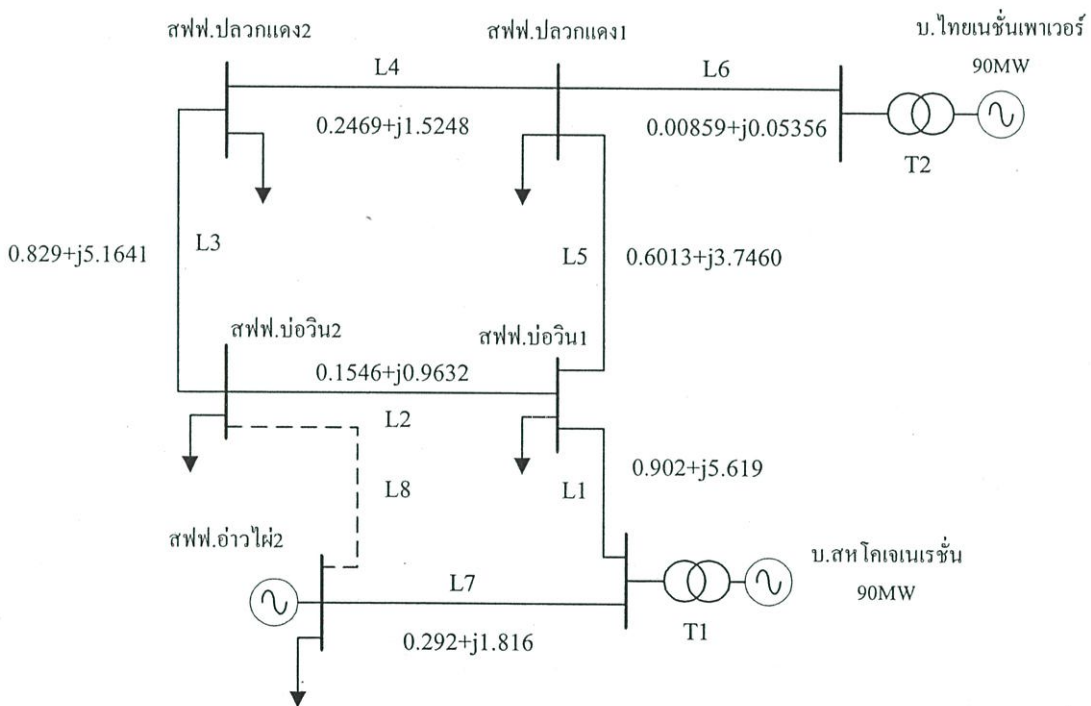 สฟฟ.ปลวกแดง2
สฟฟ.ปลวกแดง1
บ.ไทยเนชั่นเพาเวอร์
90MW
L4
L6
0.2469+j1.5248
0.00859+j0.05356
T2
0.829+j5.1641
L3
L5
0.6013+j3.7460
สฟฟ.บ่อวิน2
สฟฟ.บ่อวิน1
0.1546+j0.9632
L2
L8
L1
0.902+j5.619
สฟฟ.อ่าวไผ่2
บ.สหโคเจเนเรชั่น
90MW
L7
T1
0.292+j1.816